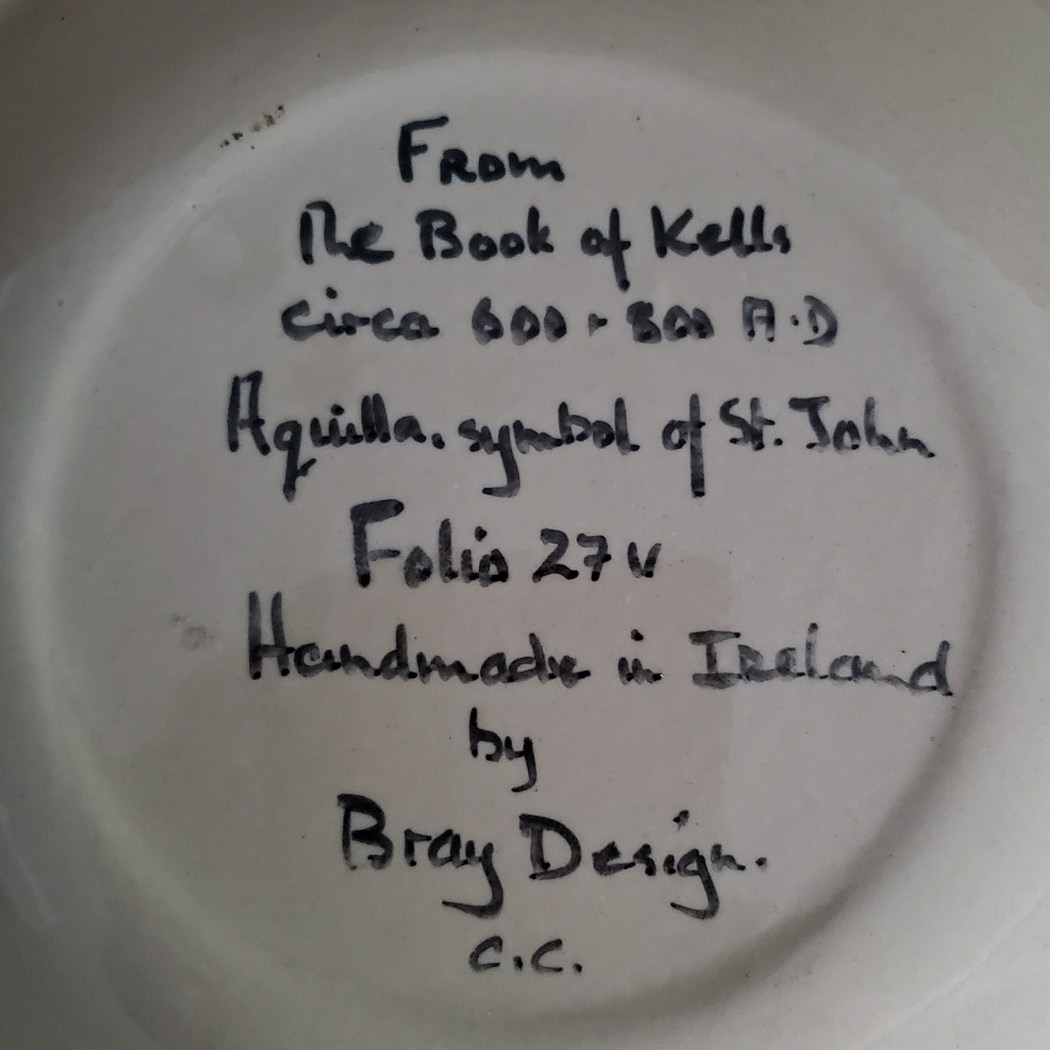 From
The Book of Kells
circa 600-800 A.D
Aquilla. symbol of St. John
Folio 27v
Handmade in Ireland
by
Bray Design.
C.C.